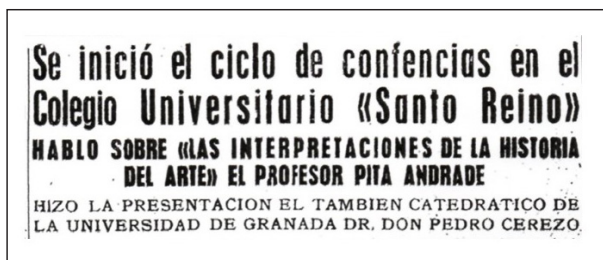 Se inició el ciclo de confencias en el
Colegio Universitario «Santo Reino»
HABLO SOBRE «LAS INTERPRETACIONES DE LA HISTORIA
DEL ARTE» EL PROFESOR PITA ANDRADE
HIZO LA PRESENTACION EL TAMBIEN CATEDRATICO DE
LA UNIVERSIDAD DE GRANADA DR. DON PEDRO CEREZO